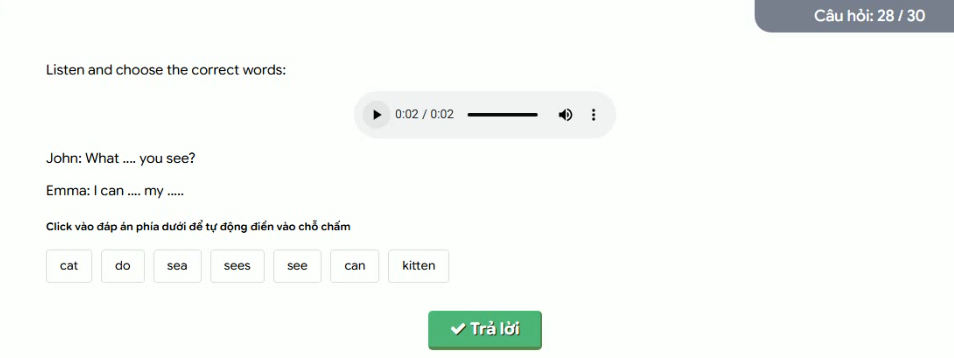 Câu hỏi: 28 / 30
Listen and choose the correct words:
0:02 / 0:02
John: What .... you see?
Emma: I can .... my .....
Click vào đáp án phía dưới để tự động điền vào chỗ chấm
cat do sea sees see can kitten
Trả lời